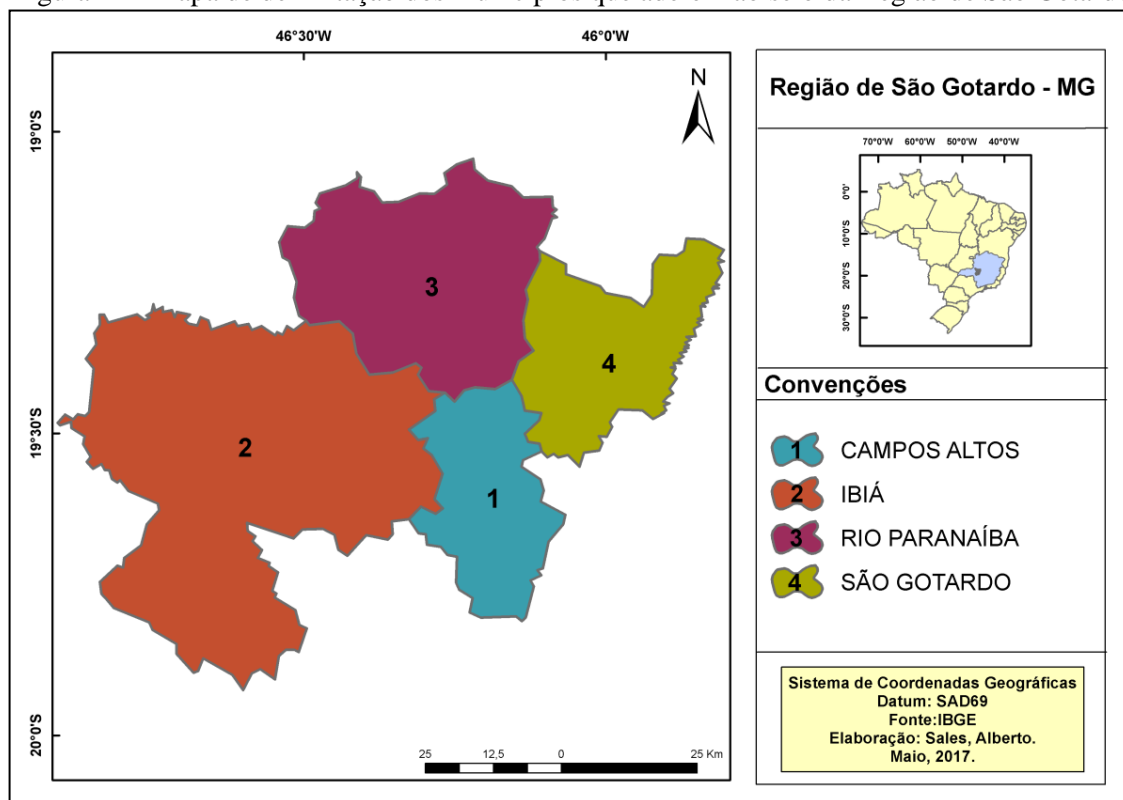 46°30'W 46°0'W
19°0'S
19°30'S
20°0'S
N
3
4
2
1
25 12,5 0 25 Km
Região de São Gotardo - MG
70°0'W 60°0'W 50°0'W 40°0'W
0°0'
10°0'S
20°0'S
30°0'S
Convenções
1 CAMPOS ALTOS
2 IBIÁ
3 RIO PARANAÍBA
4 SÃO GOTARDO
Sistema de Coordenadas Geográficas
Datum: SAD69
Fonte:IBGE
Elaboração: Sales, Alberto.
Maio, 2017.